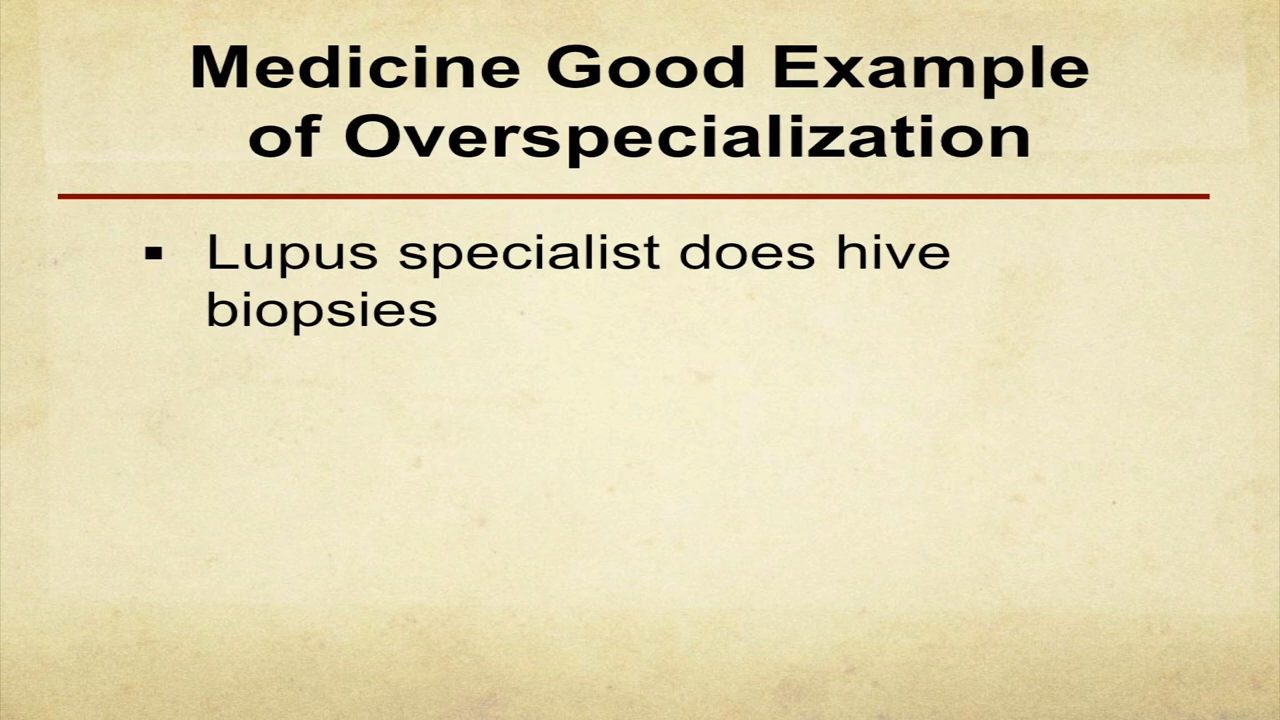 Medicine Good Example
of Overspecialization
▪ Lupus specialist does hive
biopsies